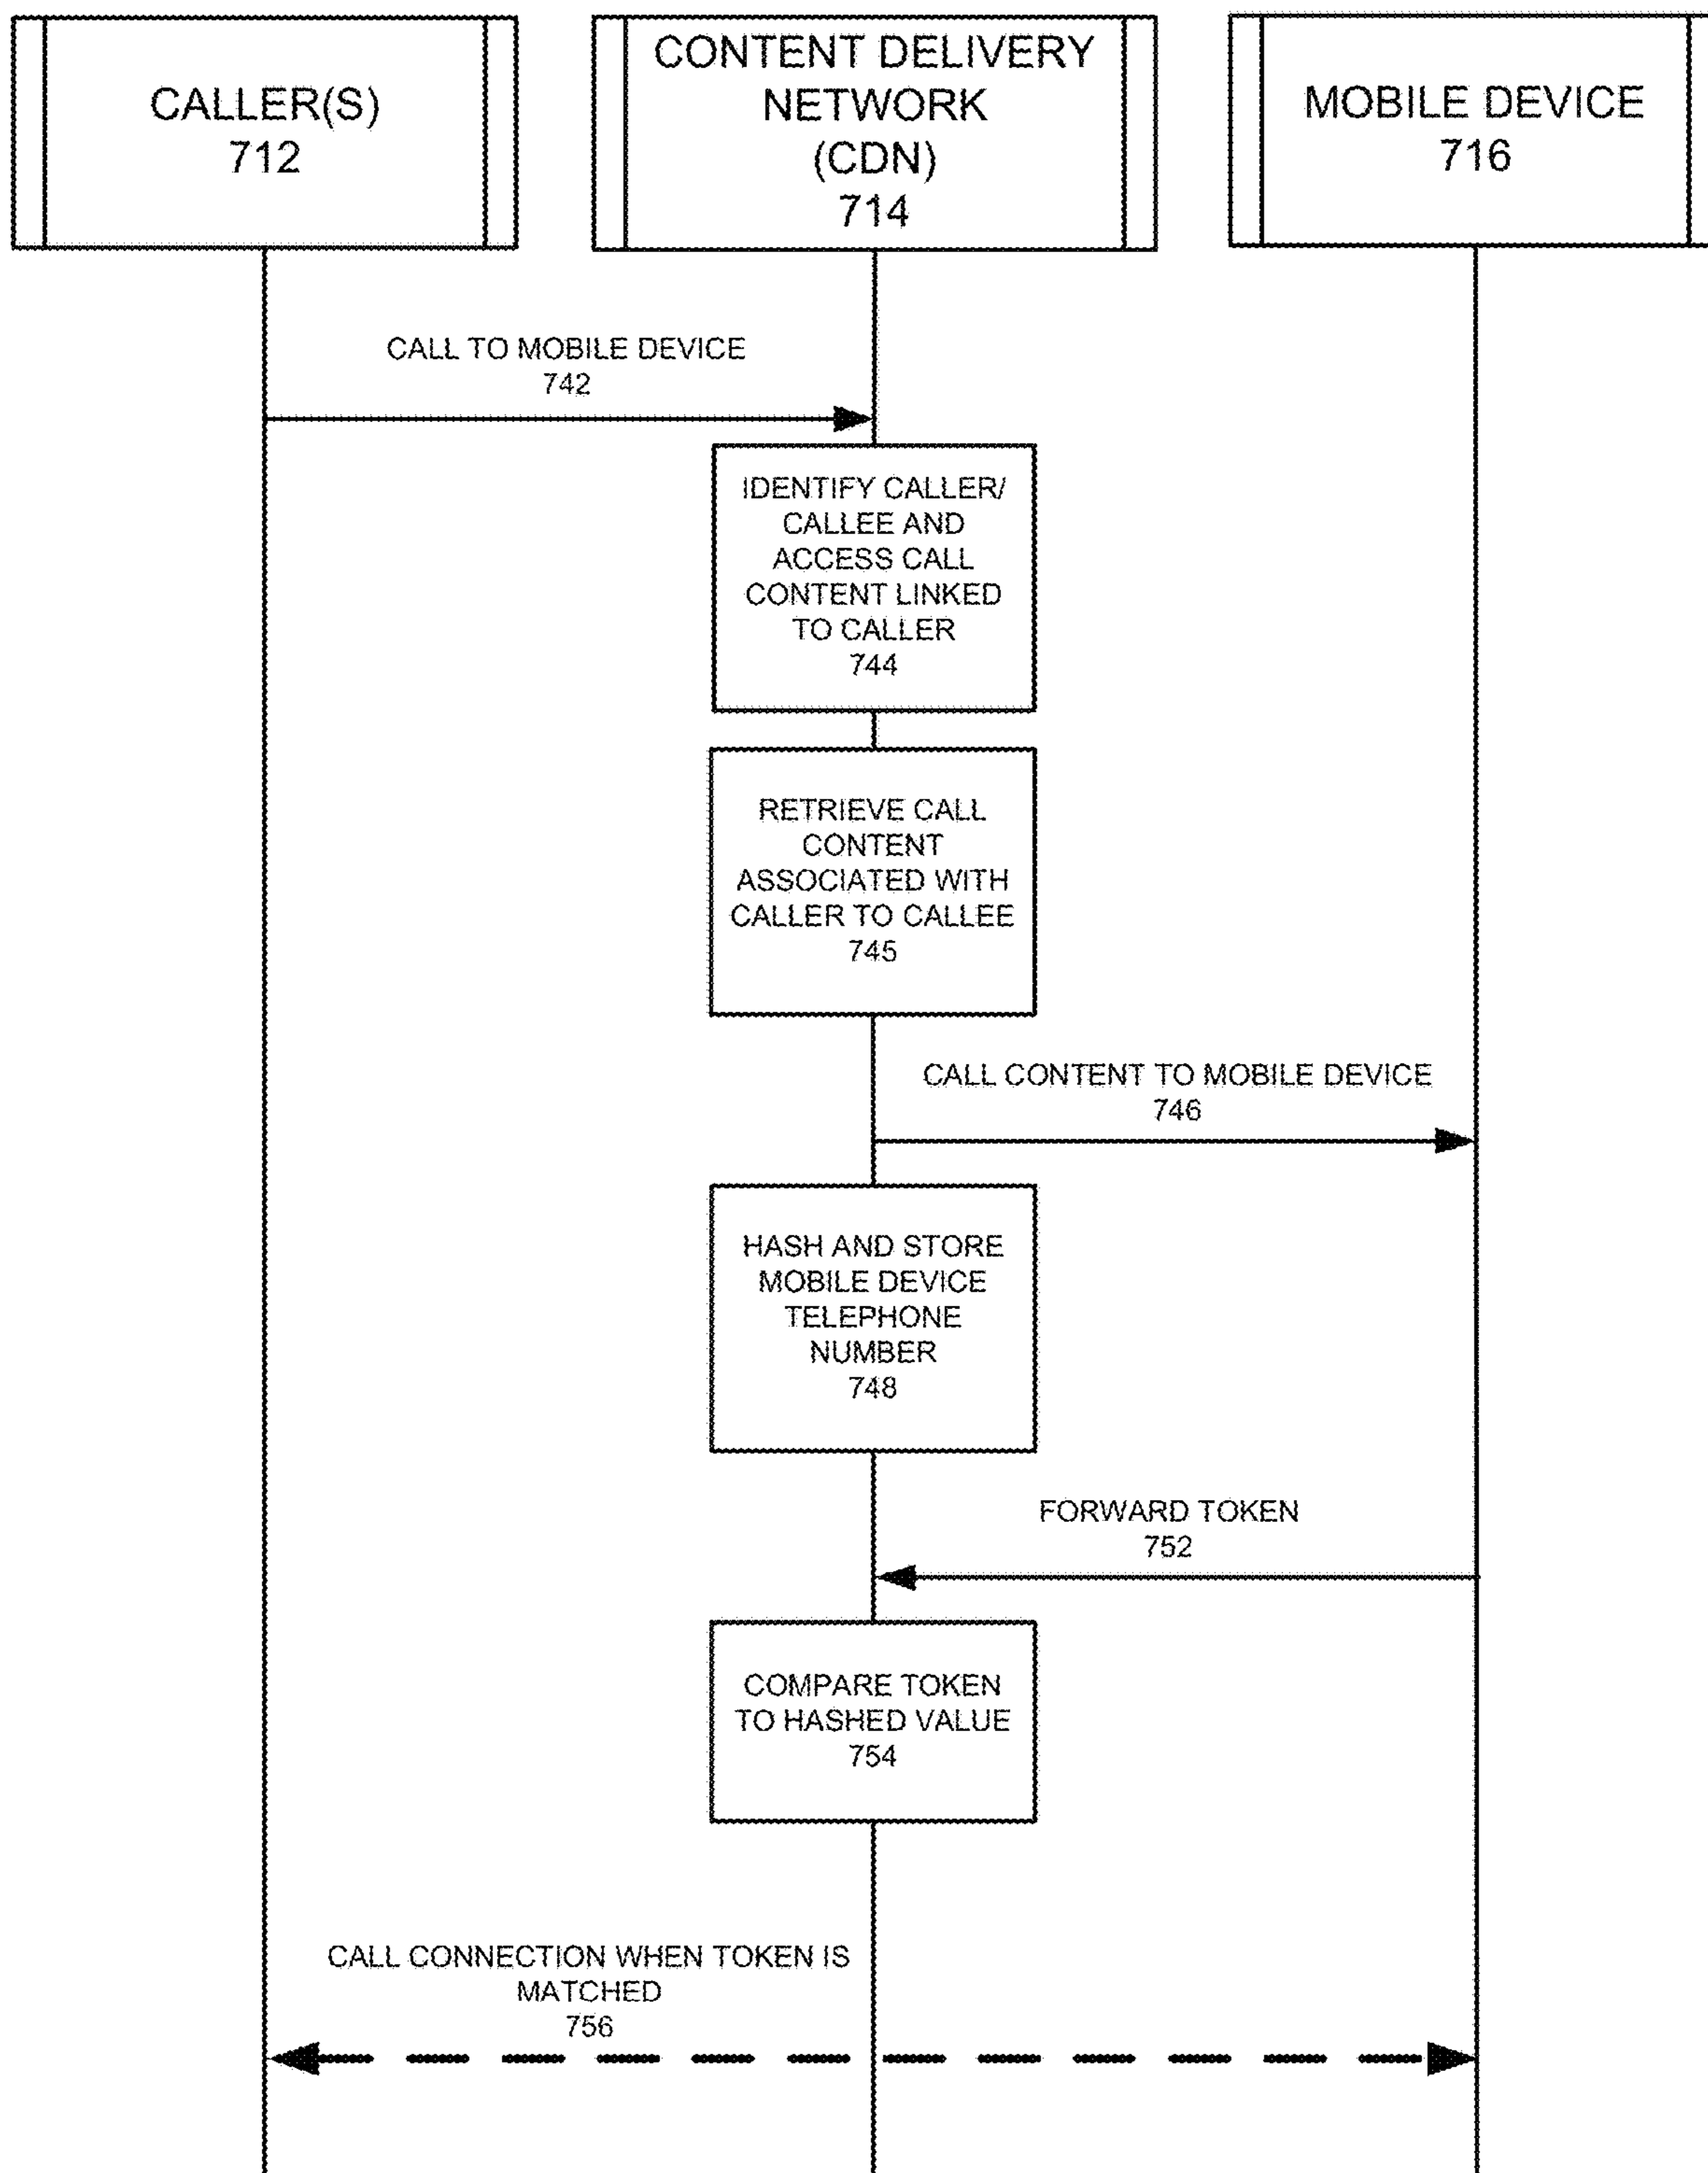 CALLER(S)
712
CONTENT DELIVERY
NETWORK
(CDN)
714
MOBILE DEVICE
716
CALL TO MOBILE DEVICE
742
IDENTIFY CALLER/
CALLEE AND
ACCESS CALL
CONTENT LINKED
TO CALLER
744
RETRIEVE CALL
CONTENT
ASSOCIATED WITH
CALLER TO CALLEE
745
CALL CONTENT TO MOBILE DEVICE
746
HASH AND STORE
MOBILE DEVICE
TELEPHONE
NUMBER
748
FORWARD TOKEN
752
COMPARE TOKEN
TO HASHED VALUE
754
CALL CONNECTION WHEN TOKEN IS
MATCHED
756